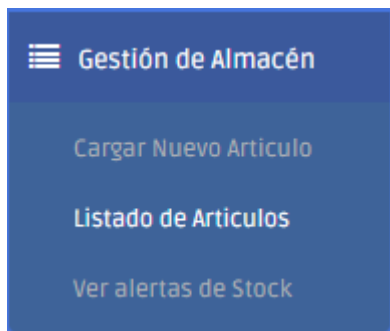 Gestión de Almacén
Cargar Nuevo Articulo
Listado de Articulos
Ver alertas de Stock